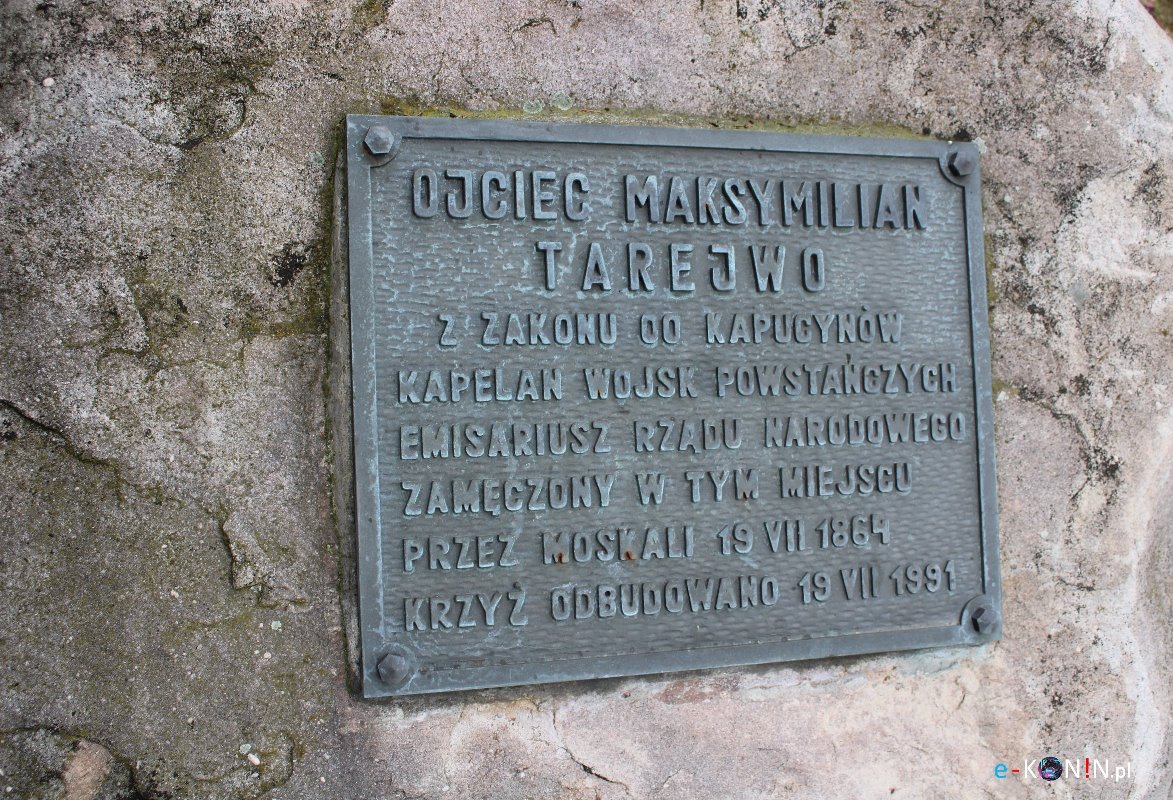 OJCIEC MAKSYMILIAN
TAREJWO
Z ZAKONU OO KAPUCYNÓW
KAPELAN WOJSK POWSTAŃCZYCH
EMISARIUSZ RZĄDU NARODOWEGO
ZAMĘCZONY W TYM MIEJSCU
PRZEZ MOSKALI 19 VII 1864
KRZYŻ ODBUDOWANO 19 VII 1991
e-KON!N.pl